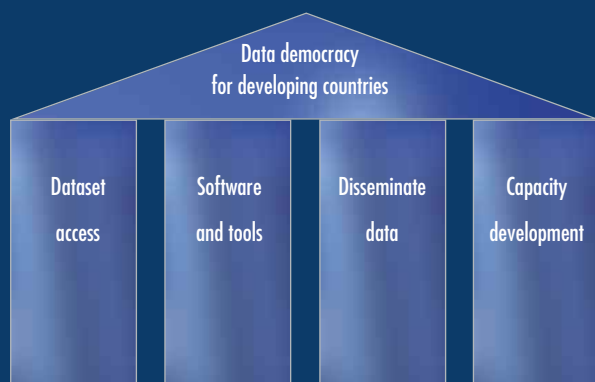 Data democracy
for developing countries
Dataset
access
Software
and tools
Disseminate
data
Capacity
development